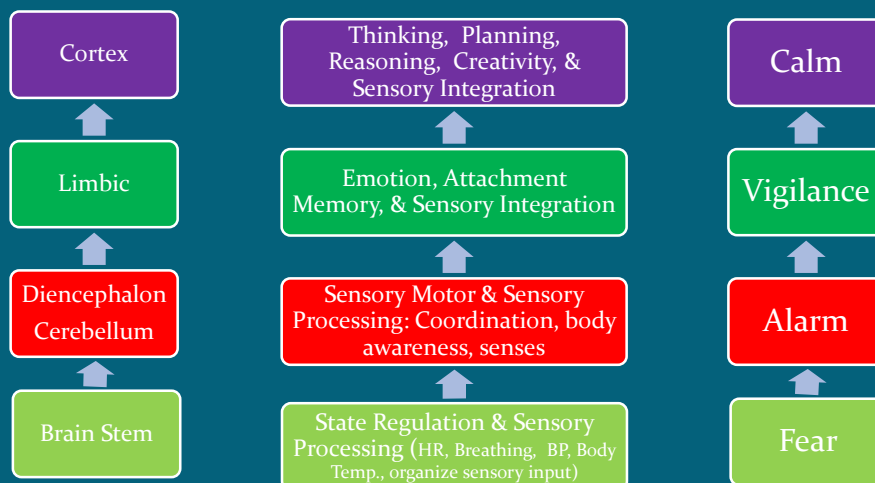 Cortex
Thinking, Planning,
Reasoning, Creativity, &
Sensory Integration
Calm
Limbic
Emotion, Attachment
Memory, & Sensory Integration
Vigilance
Diencephalon
Cerebellum
Sensory Motor & Sensory
Processing: Coordination, body
awareness, senses
Alarm
Brain Stem
State Regulation & Sensory
Processing (HR, Breathing, BP, Body
Temp., organize sensory input)
Fear